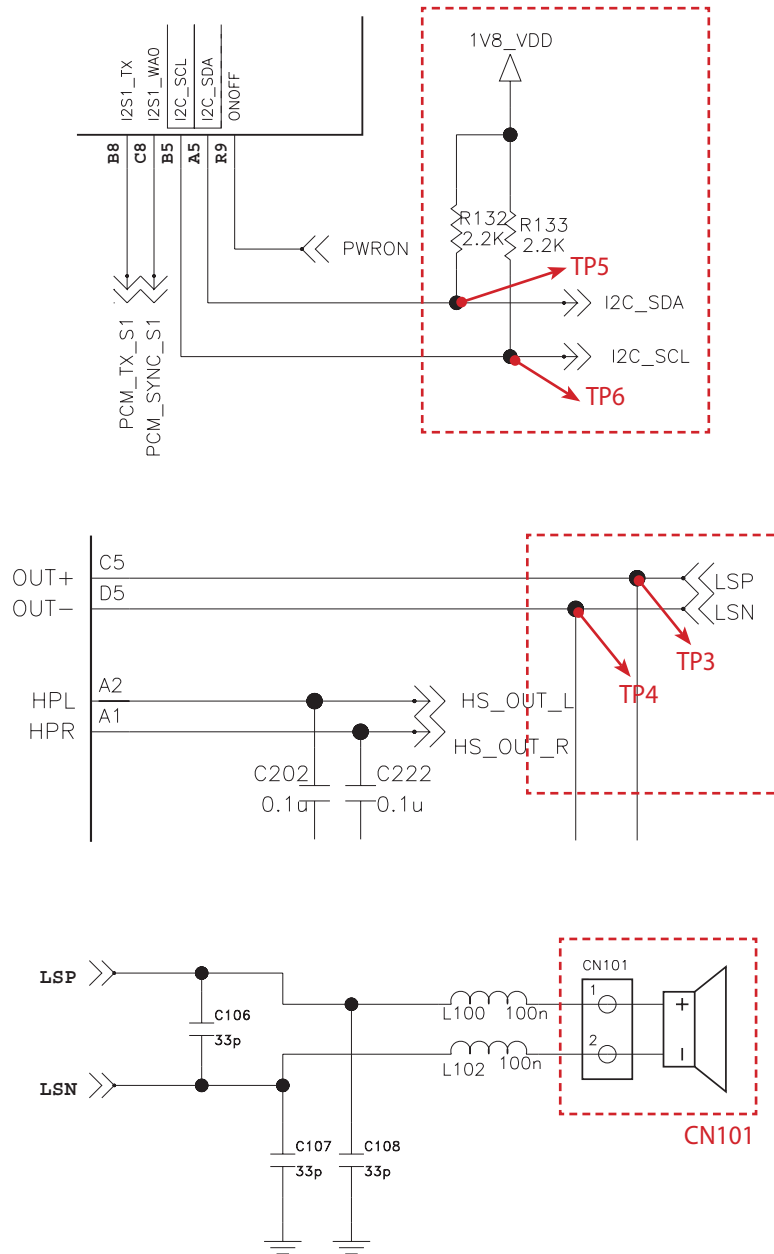 1V8_VDD
I2S1_TX
I2S1_WA0
I2C_SCL
I2C_SDA
ONOFF
B8
C8
B5
A5
R9
R132
2.2K
R133
2.2K
PWRON
TP5
I2C_SDA
I2C_SCL
TP6
PCM_TX_S1
PCM_SYNC_S1
OUT+
C5
OUT-
D5
LSP
LSN
TP3
TP4
HPL
A2
HPR
A1
HS_OUT_L
HS_OUT_R
C202
0.1u
C222
0.1u
LSP
C106
33p
LSN
L100
100n
L102
100n
CN101
1
2
+
-
CN101
C107
33p
C108
33p